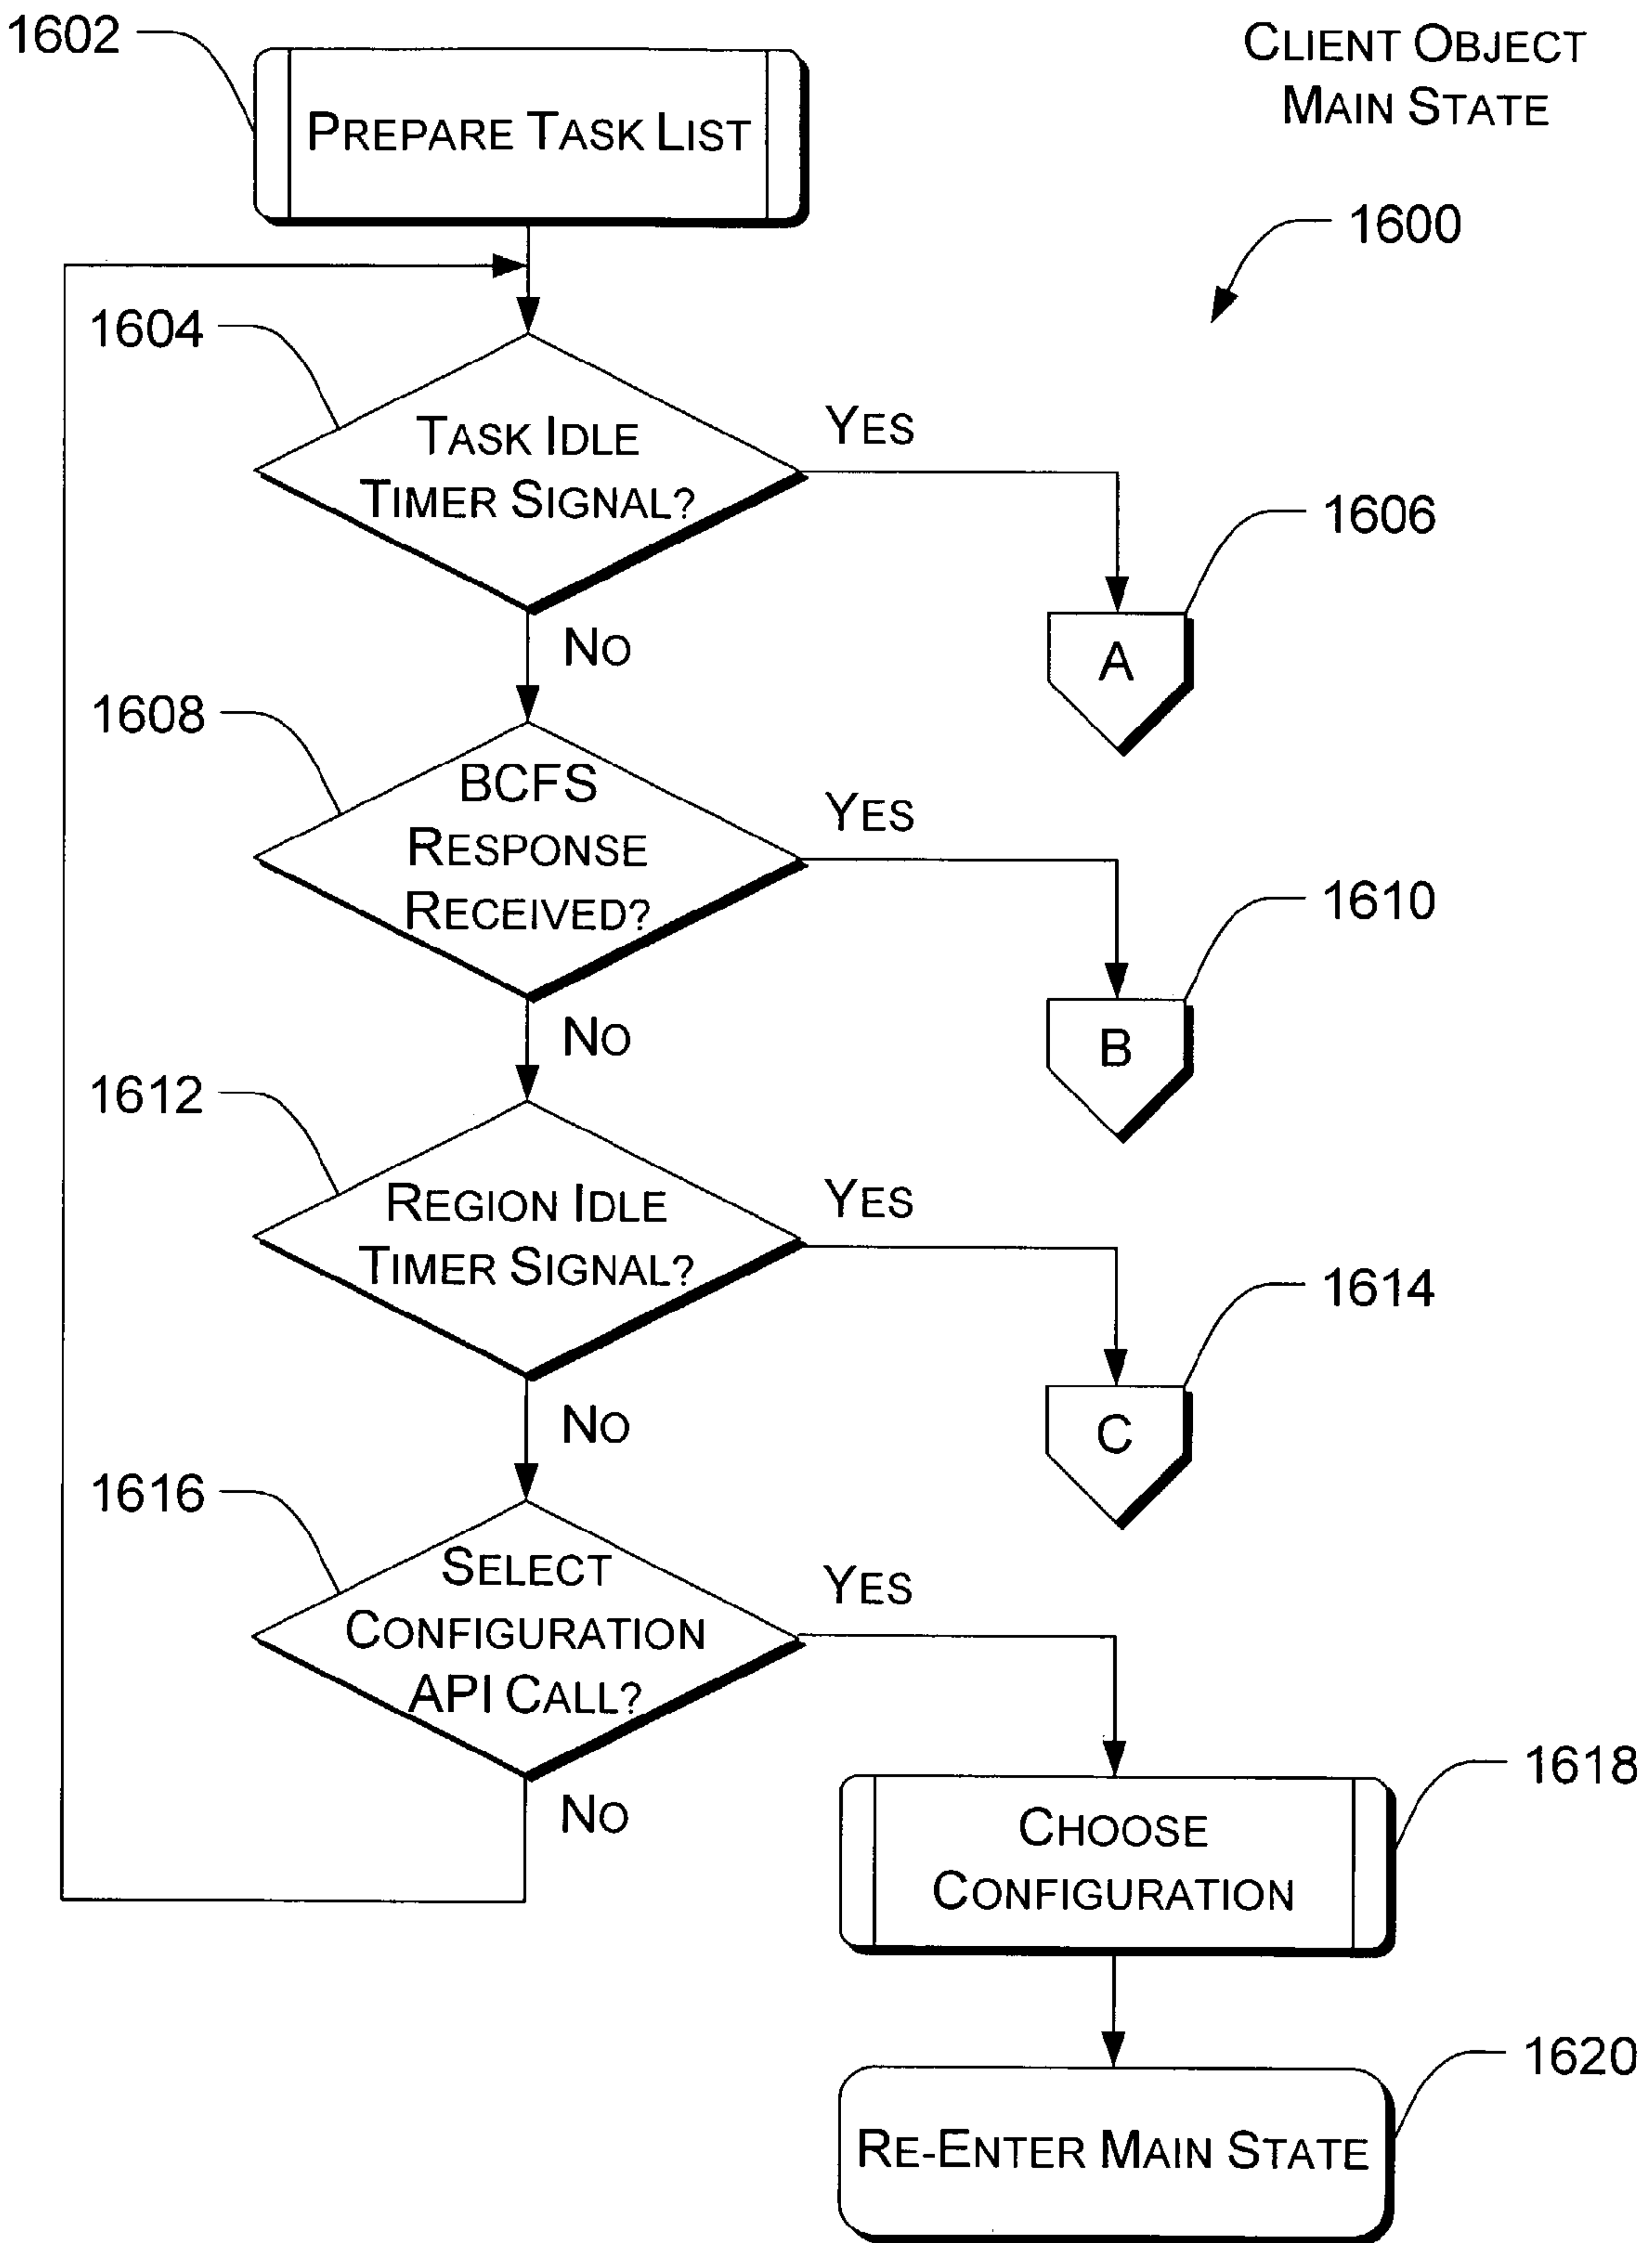 1602
CLIENT OBJECT
MAIN STATE
PREPARE TASK LIST
1600
1604
TASK IDLE
TIMER SIGNAL?
YES
1606
A
NO
1608
BCFS
RESPONSE
RECEIVED?
YES
1610
B
NO
1612
REGION IDLE
TIMER SIGNAL?
YES
1614
C
NO
1616
SELECT
CONFIGURATION
API CALL?
YES
NO
1618
CHOOSE
CONFIGURATION
1620
RE-ENTER MAIN STATE